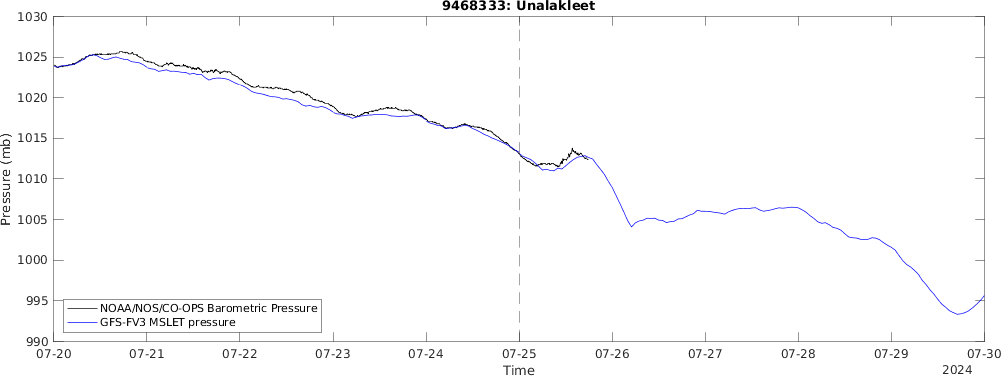 9468333: Unalakleet
1030
1025
1020
1015
1010
1005
1000
995
990
Pressure (mb)
NOAA/NOS/CO-OPS Barometric Pressure
GFS-FV3 MSLET pressure
07-20 07-21 07-22 07-23 07-24 07-25 07-26 07-27 07-28 07-29 07-30
Time
2024